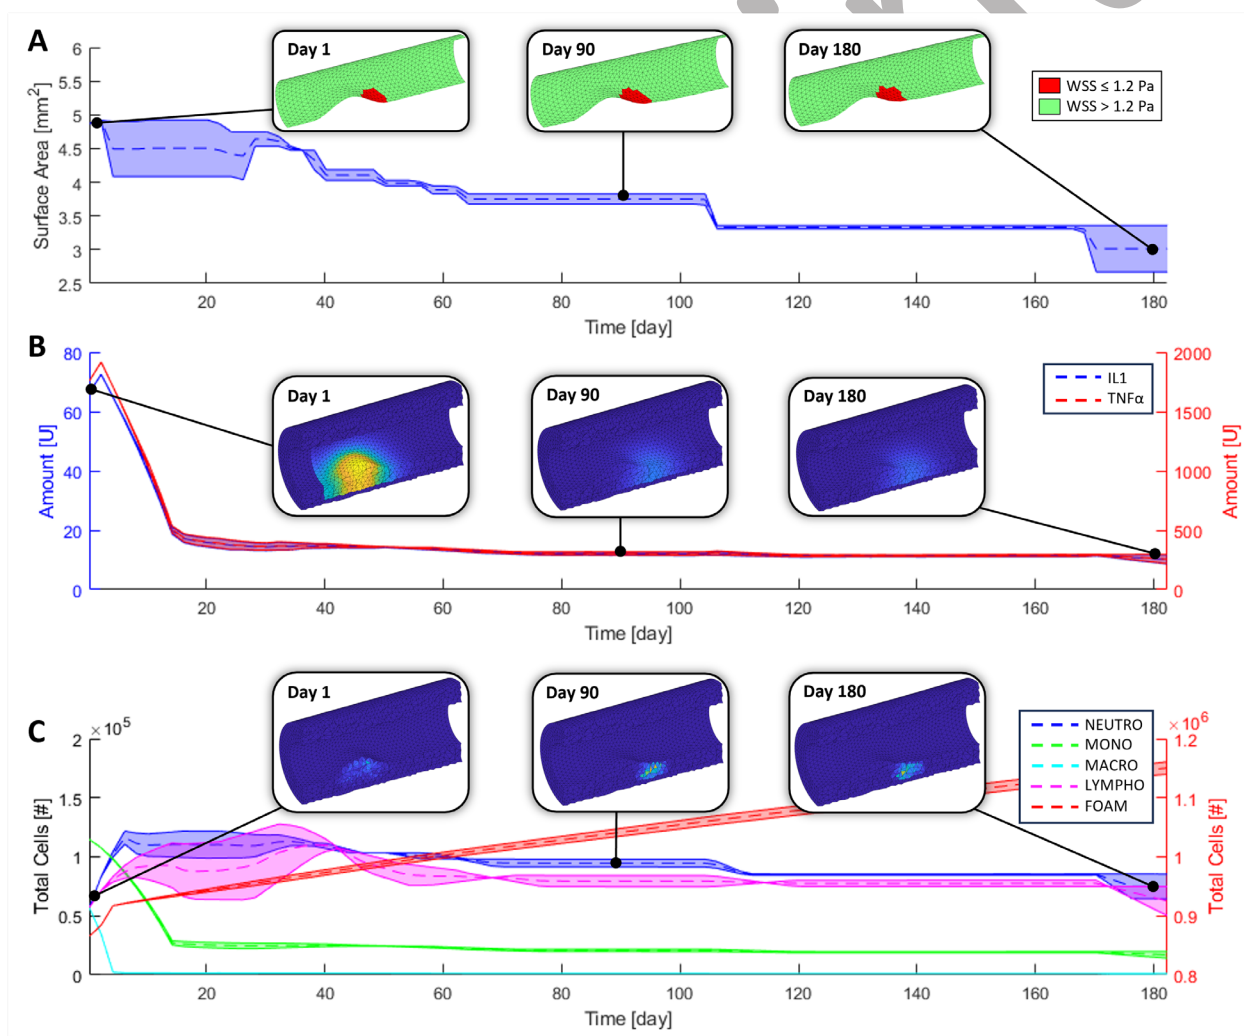 A
Surface Area [mm²]
6
5.5
5
4.5
4
3.5
3
2.5
Day 1
Day 90
Day 180
WSS ≤ 1.2 Pa
WSS > 1.2 Pa
20 40 60 80 100 120 140 160 180
Time [day]
B
Amount [U]
80
60
40
20
0
Day 1
Day 90
Day 180
IL1
TNFα
2000
1500
1000
500
0
Amount [U]
20 40 60 80 100 120 140 160 180
Time [day]
C
×10⁵
Total Cells [#]
2
1.5
1
0.5
0
Day 1
Day 90
Day 180
NEUTRO
MONO
MACRO
LYMPHO
FOAM
×10⁶
1.2
1.1
1
0.9
0.8
Total Cells [#]
20 40 60 80 100 120 140 160 180
Time [day]